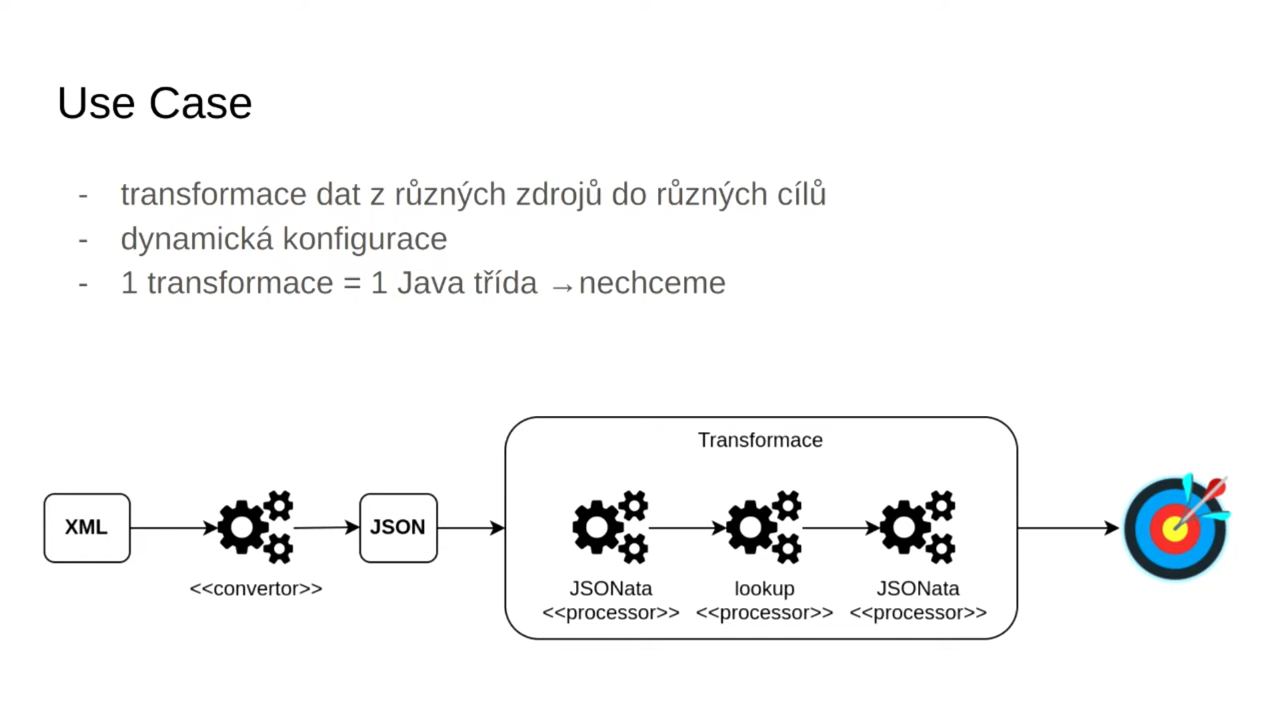 Use Case
- transformace dat z různých zdrojů do různých cílů
- dynamická konfigurace
- 1 transformace = 1 Java třída →nechceme
Transformace
XML
JSON
<<convertor>>
JSONata
<<processor>>
lookup
<<processor>>
JSONata
<<processor>>